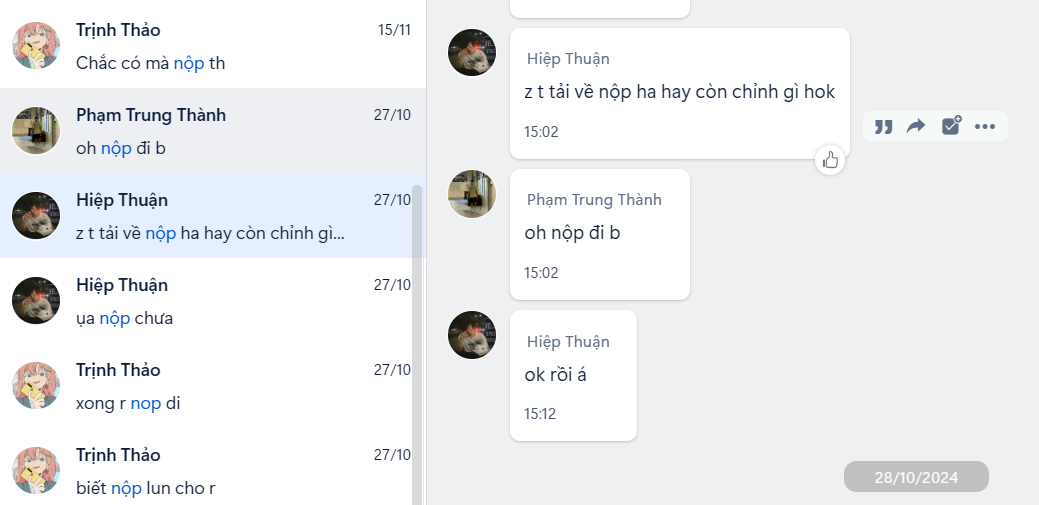 Trịnh Thảo
15/11
Chắc có mà nộp th
Phạm Trung Thành
27/10
oh nộp đi b
Hiệp Thuận
27/10
z t tải về nộp ha hay còn chỉnh gì...
Hiệp Thuận
27/10
ụa nộp chưa
Trịnh Thảo
27/10
xong r nop di
Trịnh Thảo
27/10
biết nộp lun cho r
Hiệp Thuận
z t tải về nộp ha hay còn chỉnh gì hok
15:02
Phạm Trung Thành
oh nộp đi b
15:02
Hiệp Thuận
ok rồi á
15:12
28/10/2024